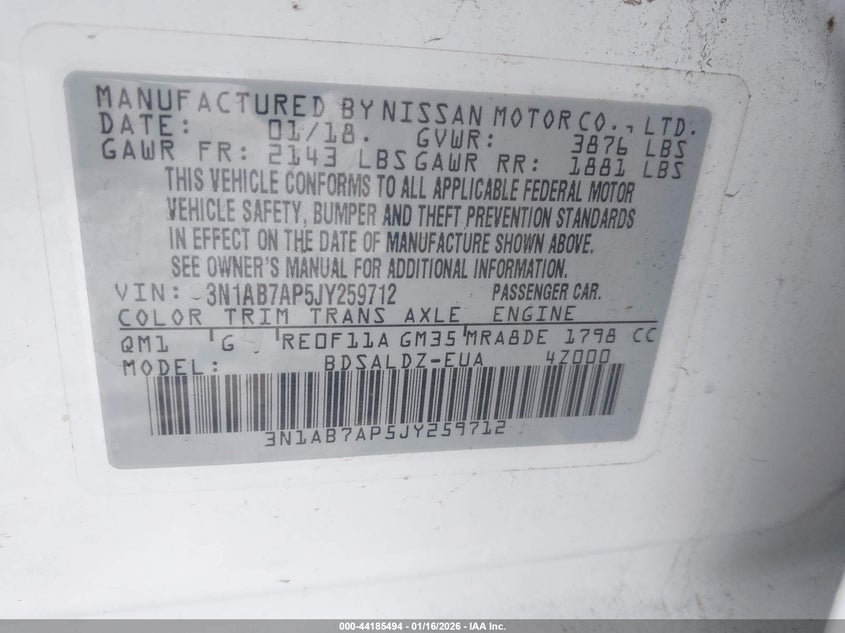 MANUFACTURED BY NISSAN MOTOR CO., LTD.
DATE: 01/18. GVWR: 3876 LBS
GAWR FR: 2143 LBS GAWR RR: 1881 LBS
THIS VEHICLE CONFORMS TO ALL APPLICABLE FEDERAL MOTOR
VEHICLE SAFETY, BUMPER AND THEFT PREVENTION STANDARDS
IN EFFECT ON THE DATE OF MANUFACTURE SHOWN ABOVE.
SEE OWNER'S MANUAL FOR ADDITIONAL INFORMATION.
VIN: 3N1AB7AP5JY259712 PASSENGER CAR.
COLOR TRIM TRANS AXLE ENGINE
QM1 G RE0F11A GM35 MRA8DE 1798 CC
MODEL: BDSALDZ-EUA 4Z000
3N1AB7AP5JY259712
000-44185494 - 01/16/2026 - IAA Inc.